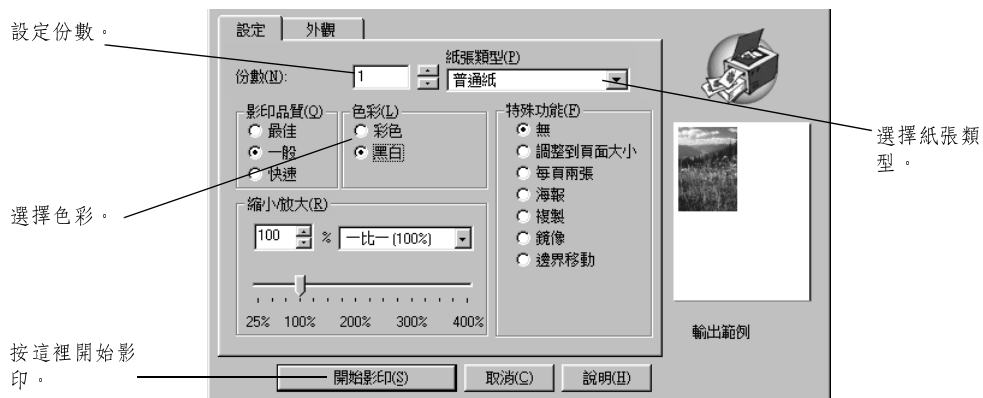 設定份數。
設定
外觀
份數(N):
1
紙張類型(P)
普通紙
影印品質(Q)
最佳
一般
快速
色彩(L)
彩色
黑白
特殊功能(F)
無
調整到頁面大小
每頁兩張
海報
複製
鏡像
邊界移動
選擇紙張類
型。
選擇色彩。
縮小/放大(R)
100
%
一比一 (100%)
25% 100% 200% 300% 400%
輸出範例
按這裡開始影
印。
開始影印(S)
取消(C)
說明(H)